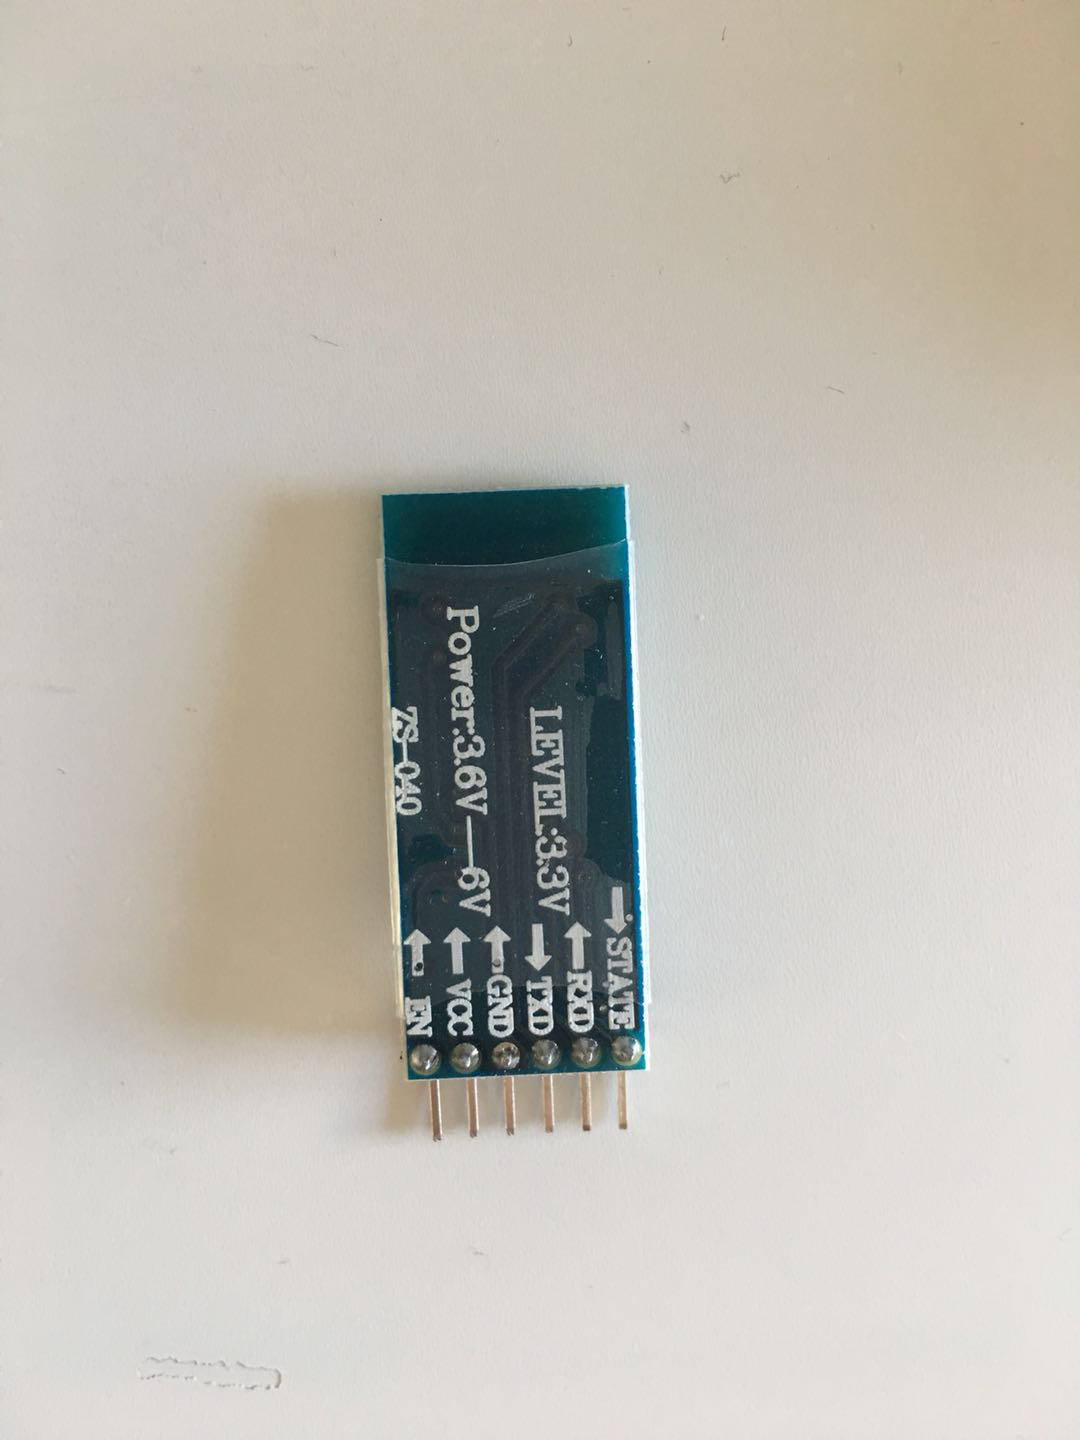 LEVEL:3.3V
Power:3.6V—6V
ZS-040
→STATE
←RXD
→TXD
←GND
←VCC
← EN